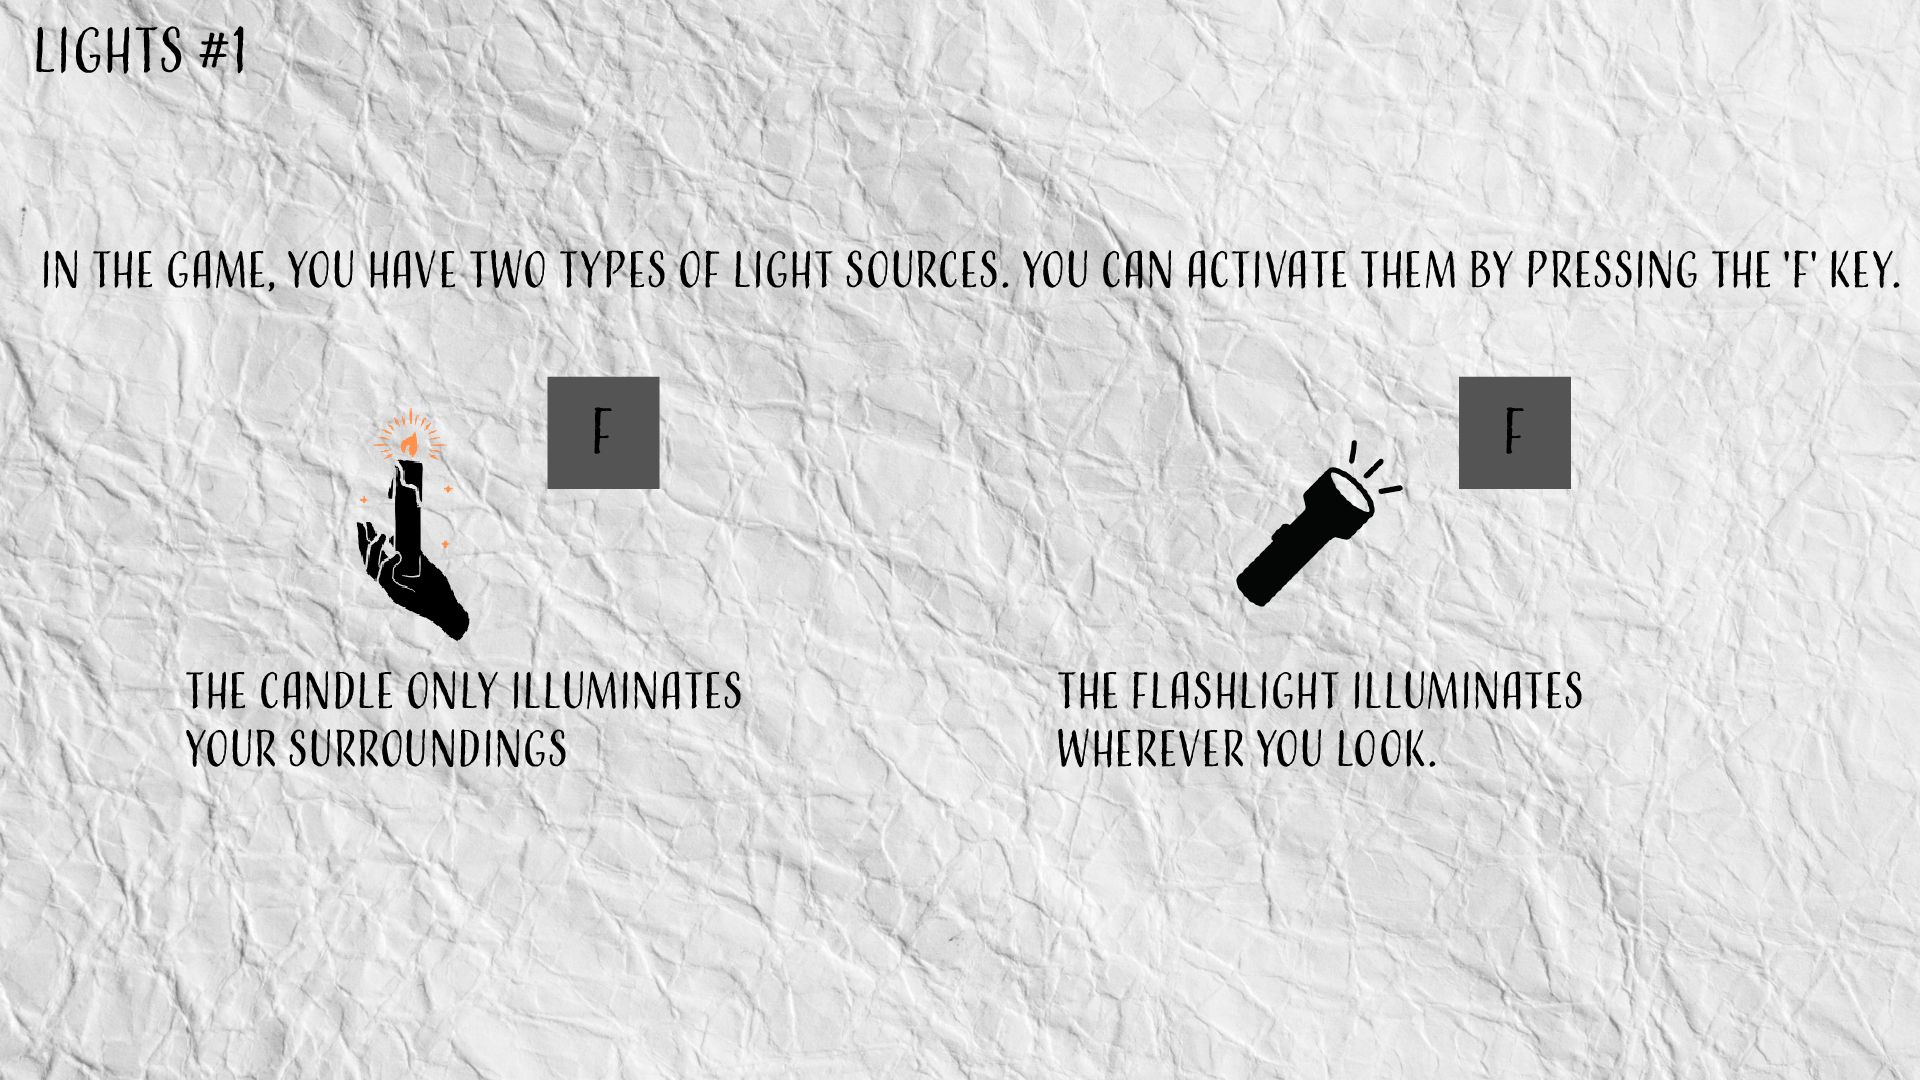 LIGHTS #1
IN THE GAME, YOU HAVE TWO TYPES OF LIGHT SOURCES. YOU CAN ACTIVATE THEM BY PRESSING THE 'F' KEY.
F
F
THE CANDLE ONLY ILLUMINATES
YOUR SURROUNDINGS
THE FLASHLIGHT ILLUMINATES
WHEREVER YOU LOOK.